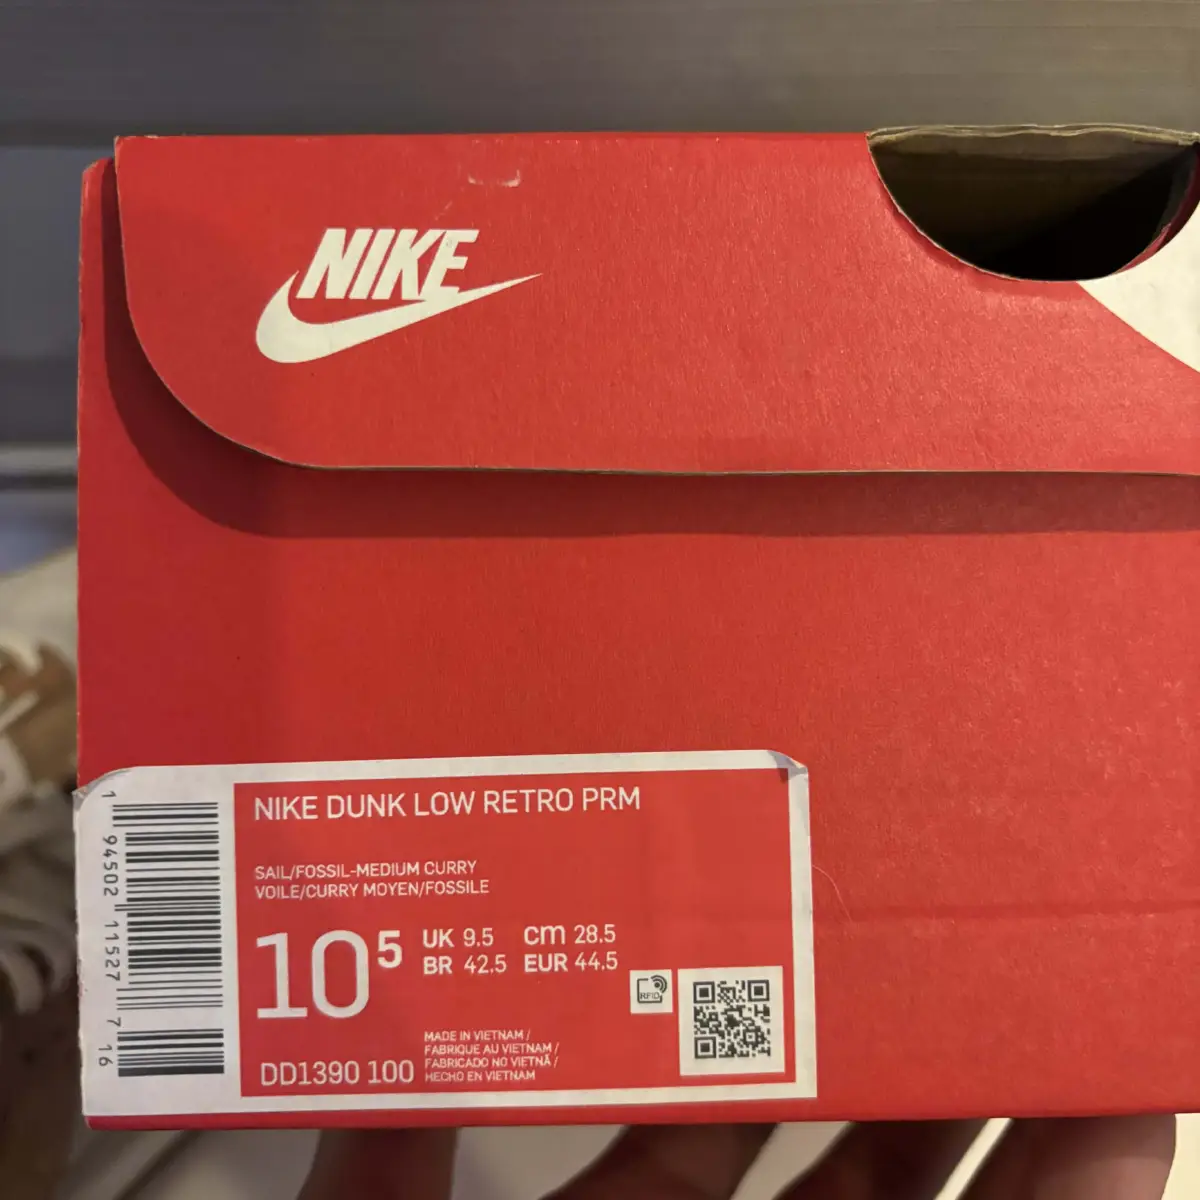 NIKE
NIKE DUNK LOW RETRO PRM
SAIL/FOSSIL-MEDIUM CURRY
VOILE/CURRY MOYEN/FOSSILE
10 5
UK 9.5 cm 28.5
BR 42.5 EUR 44.5
RFID
MADE IN VIETNAM /
FABRIQUE AU VIETNAM /
FABRICADO NO VIETNÃ /
HECHO EN VIETNAM
DD1390 100
1 94502 11527 7 16